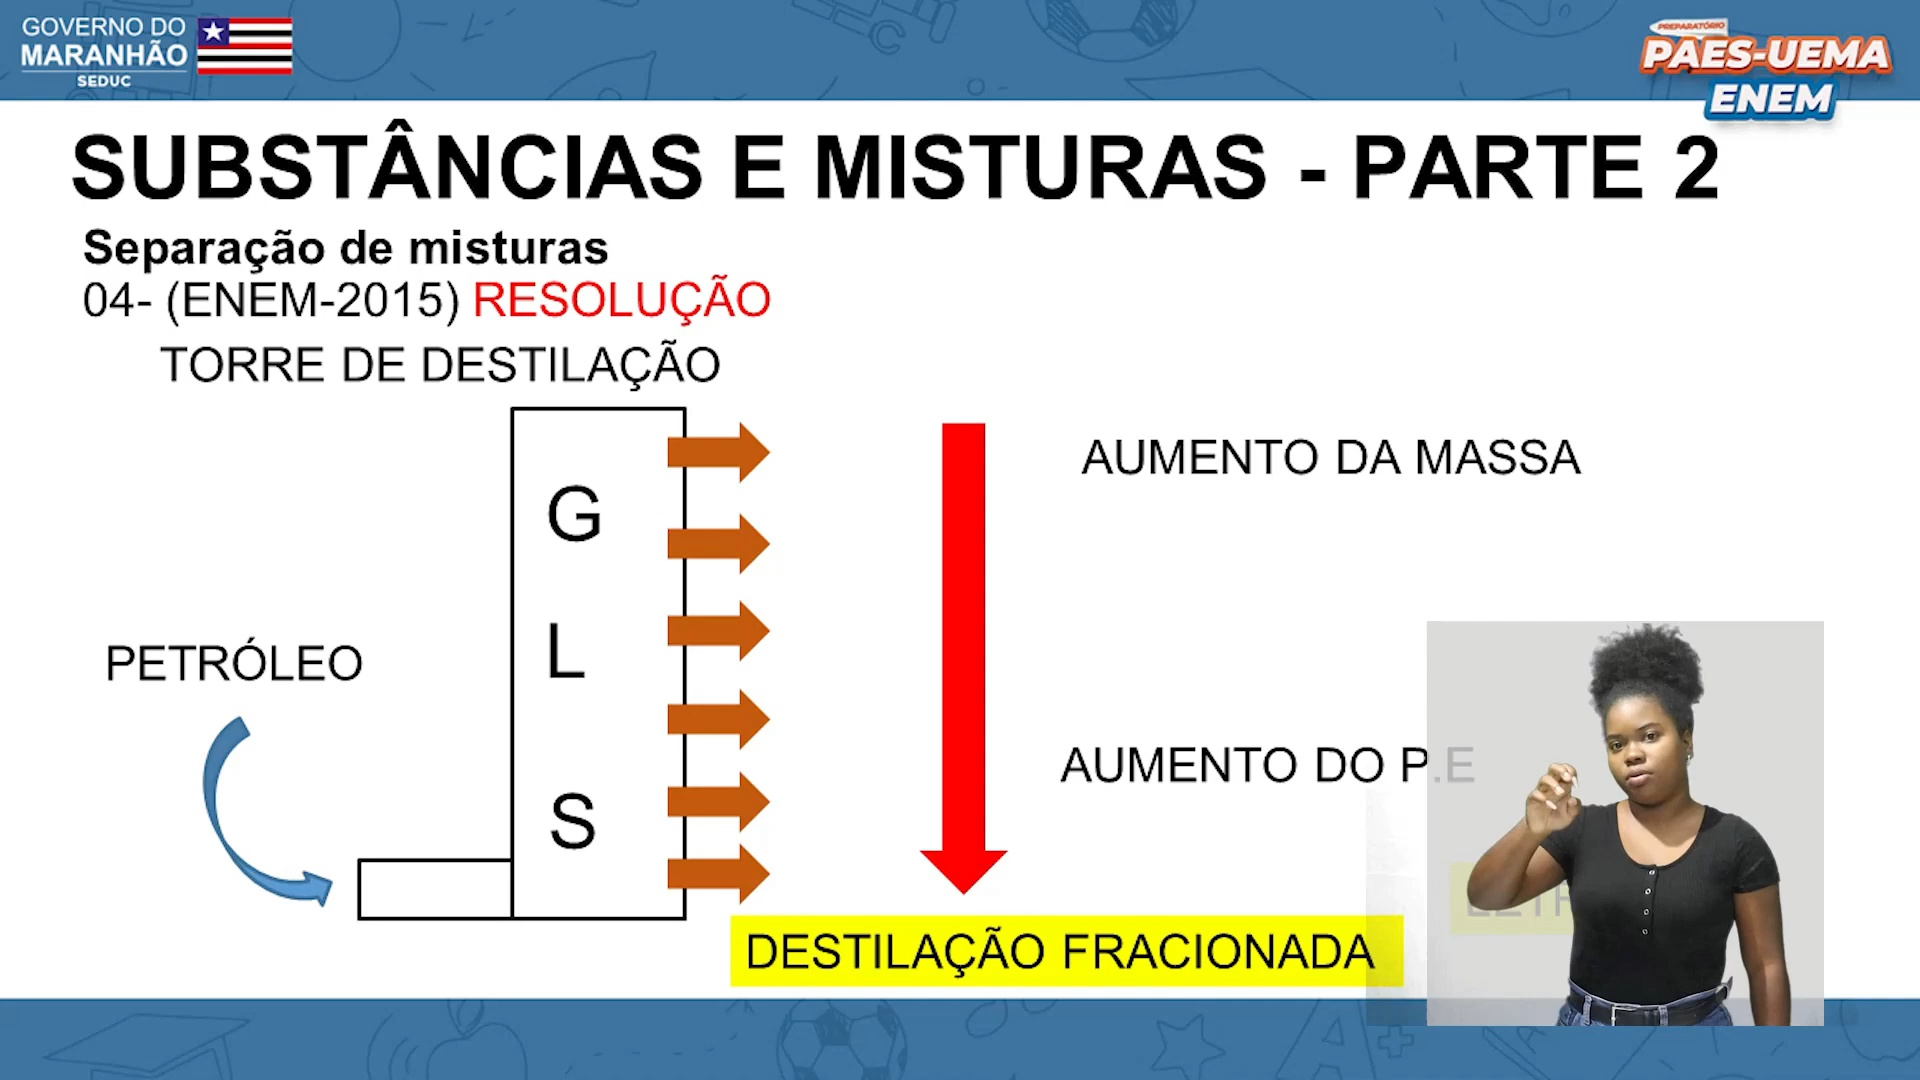 GOVERNO DO
MARANHÃO
SEDUC
PREPARATÓRIO
PAES-UEMA
ENEM
SUBSTÂNCIAS E MISTURAS - PARTE 2
Separação de misturas
04- (ENEM-2015) RESOLUÇÃO
TORRE DE DESTILAÇÃO
G
L
S
PETRÓLEO
AUMENTO DA MASSA
AUMENTO DO P.E
DESTILAÇÃO FRACIONADA